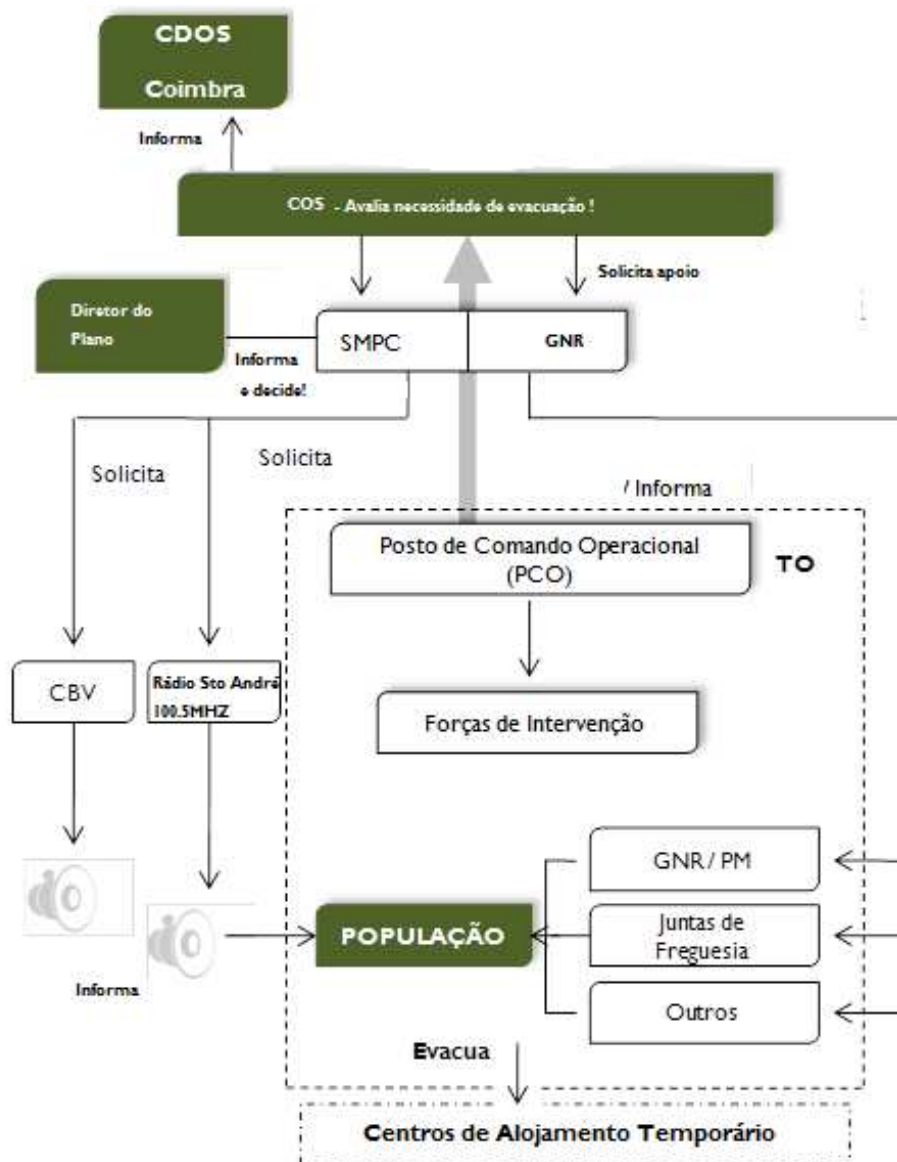 CDOS
Coimbra
Informa
COS - Avalia necessidade de evacuação !
Solicita apoio
Diretor do
Plano
SMPC
GNR
Informa
e decide!
Solicita
Solicita
/ Informa
Posto de Comando Operacional
(PCO)
TO
CBV
Rádio Sto André
100.5MHZ
Forças de Intervenção
GNR / PM
POPULAÇÃO
Juntas de
Freguesia
Informa
Outros
Evacua
Centros de Alojamento Temporário